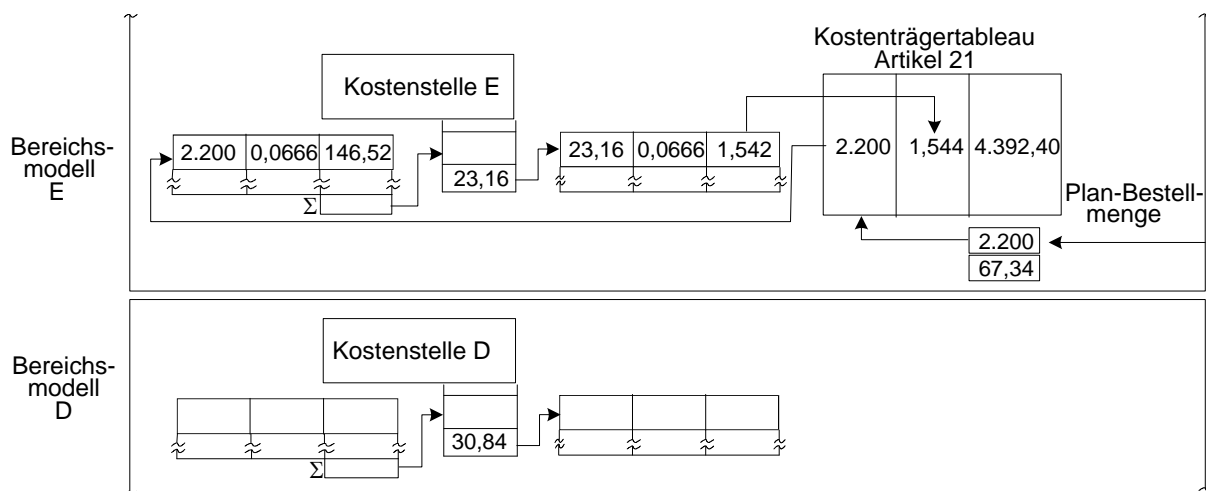 Kostenträgertableau
Artikel 21
Kostenstelle E
Bereichs-
modell
E
2.200 0,0666 146,52
23,16
23,16 0,0666 1,542
2.200 1,544 4.392,40
Σ
Plan-Bestell-
menge
2.200
67,34
Bereichs-
modell
D
Kostenstelle D
30,84
Σ